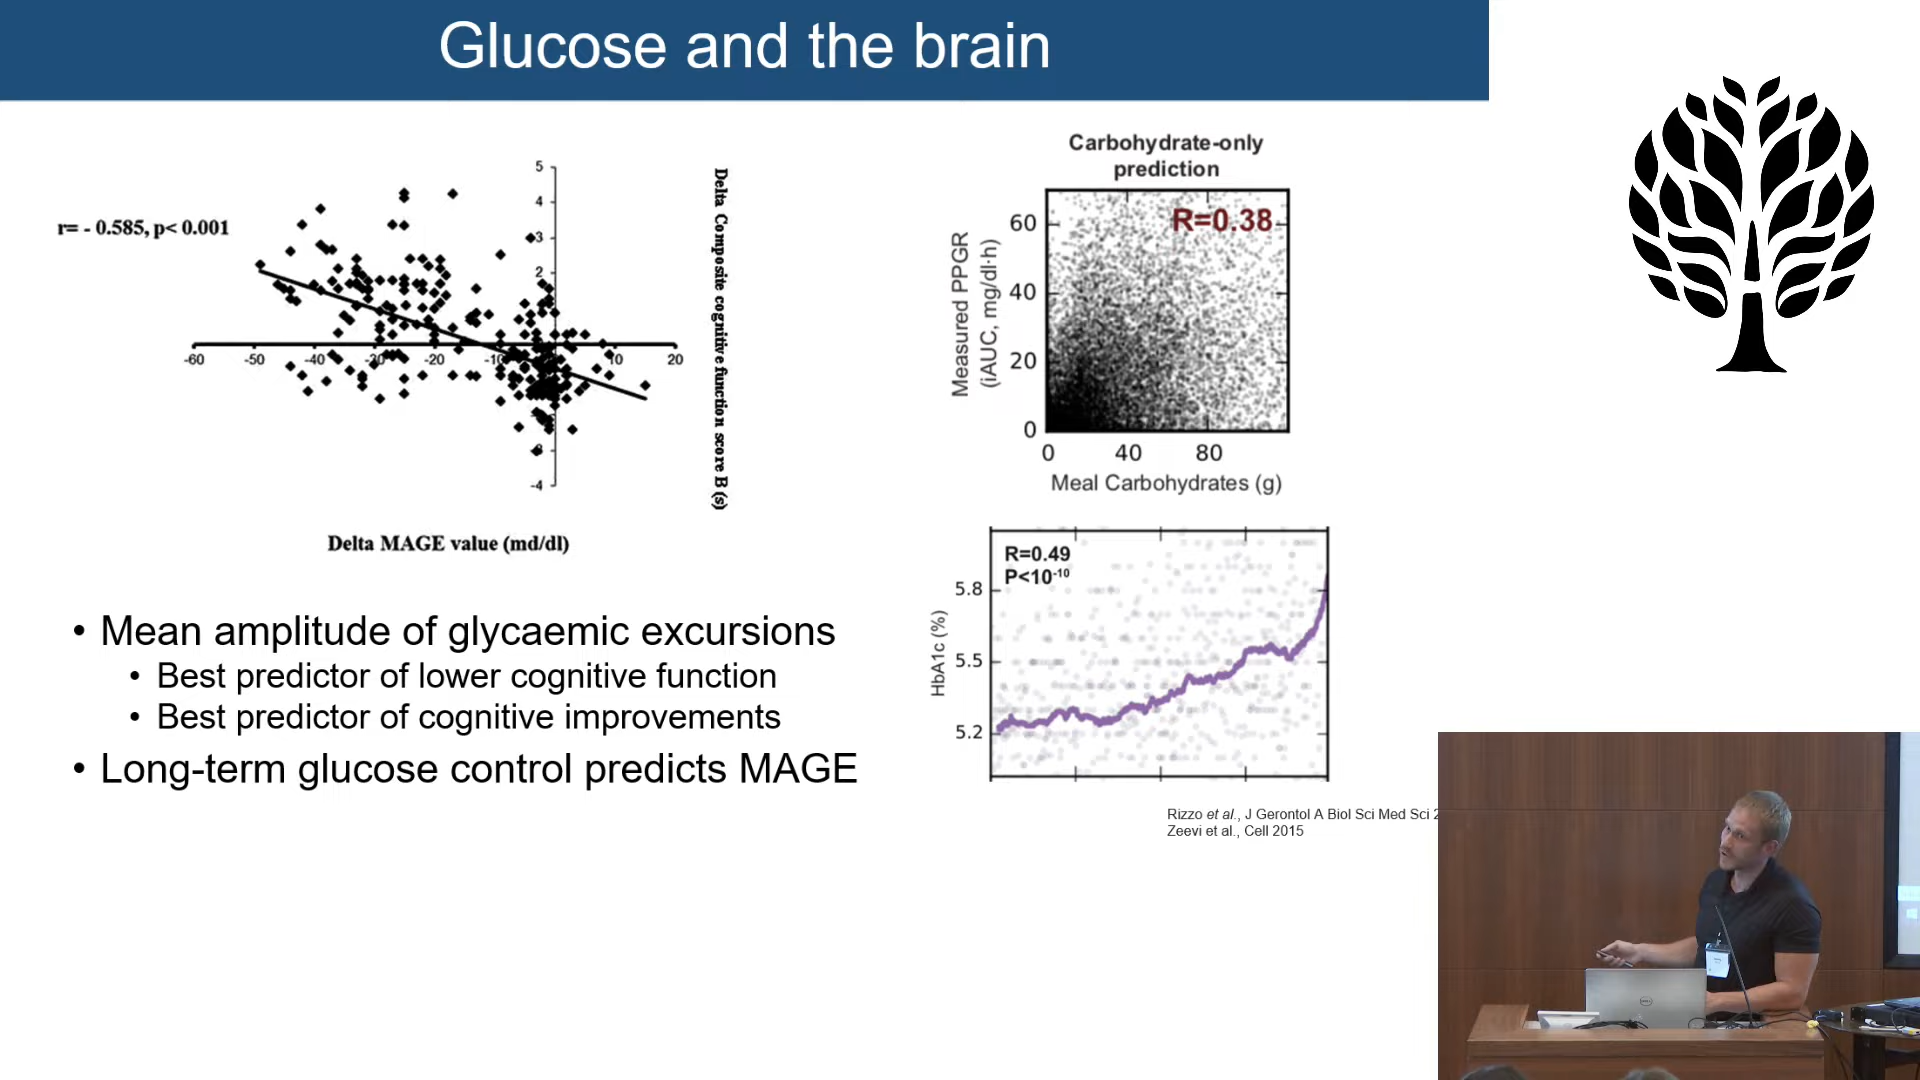 Glucose and the brain
r= - 0.585, p< 0.001
5
4
3
2
-60
-50
-40
-20
-10
10
20
-4
Delta Composite cognitive function score B (s)
Delta MAGE value (md/dl)
Carbohydrate-only
prediction
R=0.38
Measured PPGR
(iAUC, mg/dl·h)
60
40
20
0
0
40
80
Meal Carbohydrates (g)
R=0.49
P<10⁻¹⁰
HbA1c (%)
5.8
5.5
5.2
• Mean amplitude of glycaemic excursions
• Best predictor of lower cognitive function
• Best predictor of cognitive improvements
• Long-term glucose control predicts MAGE
Rizzo et al., J Gerontol A Biol Sci Med Sci 2
Zeevi et al., Cell 2015